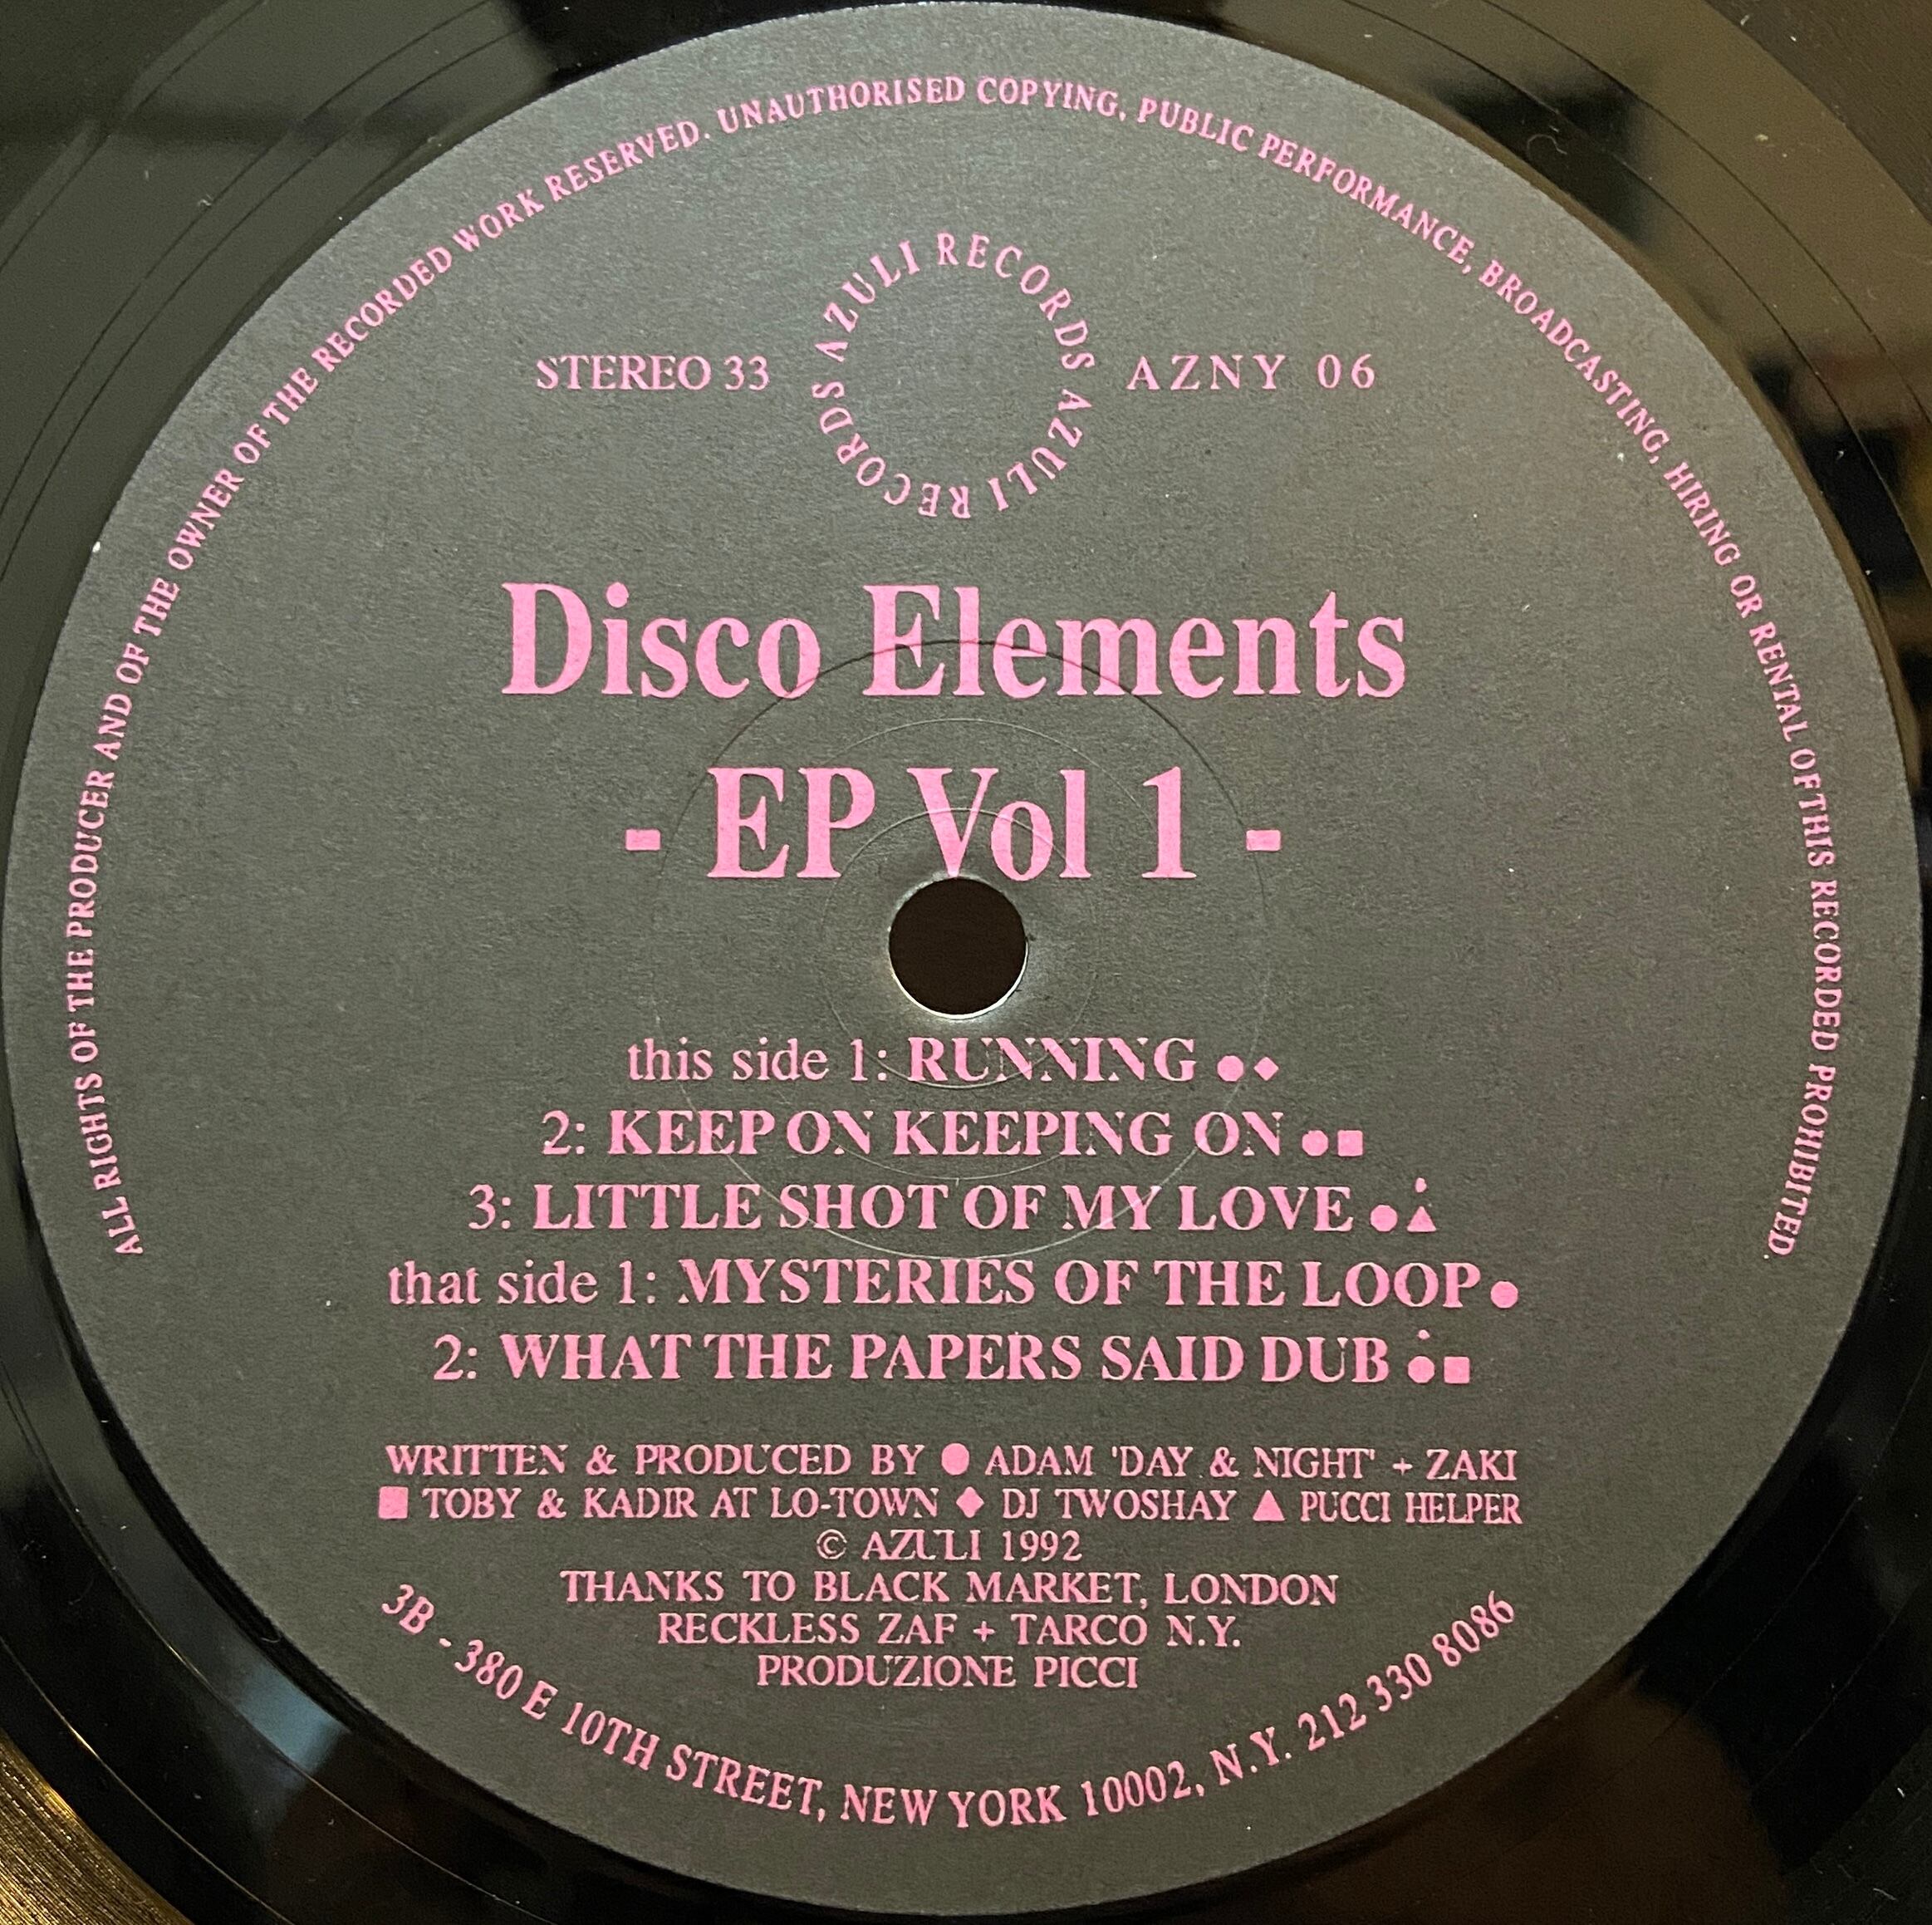 ALL RIGHTS OF THE PRODUCER AND OF THE OWNER OF THE RECORDED WORK RESERVED. UNAUTHORISED COPYING, PUBLIC PERFORMANCE, BROADCASTING, HIRING OR RENTAL OF THIS RECORDED PROHIBITED.
AZULI RECORDS AZULI RECORDS
STEREO 33
AZNY 06
Disco Elements
- EP Vol 1 -
this side 1: RUNNING ●◆
2: KEEP ON KEEPING ON ●■
3: LITTLE SHOT OF MY LOVE ●▲
that side 1: MYSTERIES OF THE LOOP ●
2: WHAT THE PAPERS SAID DUB ●■
WRITTEN & PRODUCED BY ● ADAM 'DAY & NIGHT' + ZAKI
■ TOBY & KADIR AT LO-TOWN ◆ DJ TWOSHAY ▲ PUCCI HELPER
© AZULI 1992
THANKS TO BLACK MARKET, LONDON
RECKLESS ZAF + TARCO N.Y.
PRODUZIONE PICCI
3B - 380 E 10TH STREET, NEW YORK 10002, N.Y. 212 330 8086